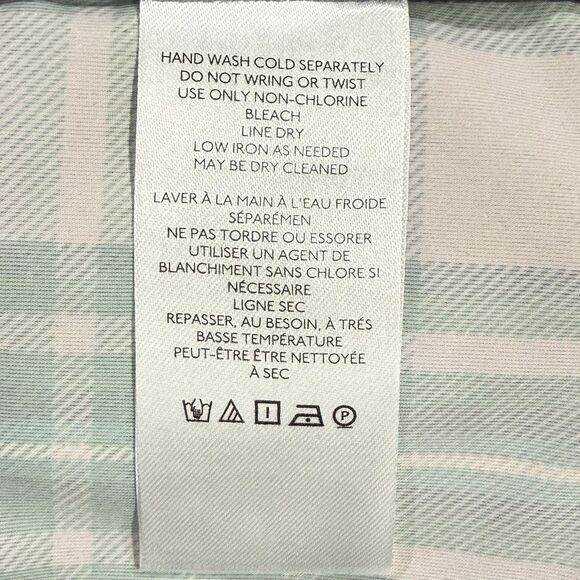 HAND WASH COLD SEPARATELY
DO NOT WRING OR TWIST
USE ONLY NON-CHLORINE
BLEACH
LINE DRY
LOW IRON AS NEEDED
MAY BE DRY CLEANED
LAVER À LA MAIN À L'EAU FROIDE
SÉPARÉMEN
NE PAS TORDRE OU ESSORER
UTILISER UN AGENT DE
BLANCHIMENT SANS CHLORE SI
NÉCESSAIRE
LIGNE SEC
REPASSER, AU BESOIN, À TRÉS
BASSE TEMPÉRATURE
PEUT-ÊTRE ÊTRE NETTOYÉE
À SEC
P